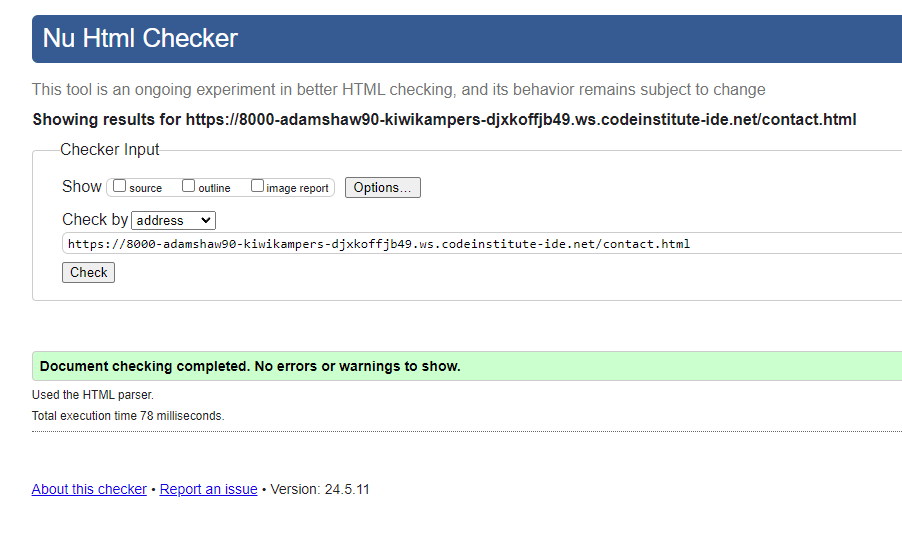 Nu Html Checker
This tool is an ongoing experiment in better HTML checking, and its behavior remains subject to change
Showing results for https://8000-adamshaw90-kiwikampers-djxkoffjb49.ws.codeinstitute-ide.net/contact.html
Checker Input
Show source outline image report Options...
Check by address
https://8000-adamshaw90-kiwikampers-djxkoffjb49.ws.codeinstitute-ide.net/contact.html
Check
Document checking completed. No errors or warnings to show.
Used the HTML parser.
Total execution time 78 milliseconds.
About this checker • Report an issue • Version: 24.5.11